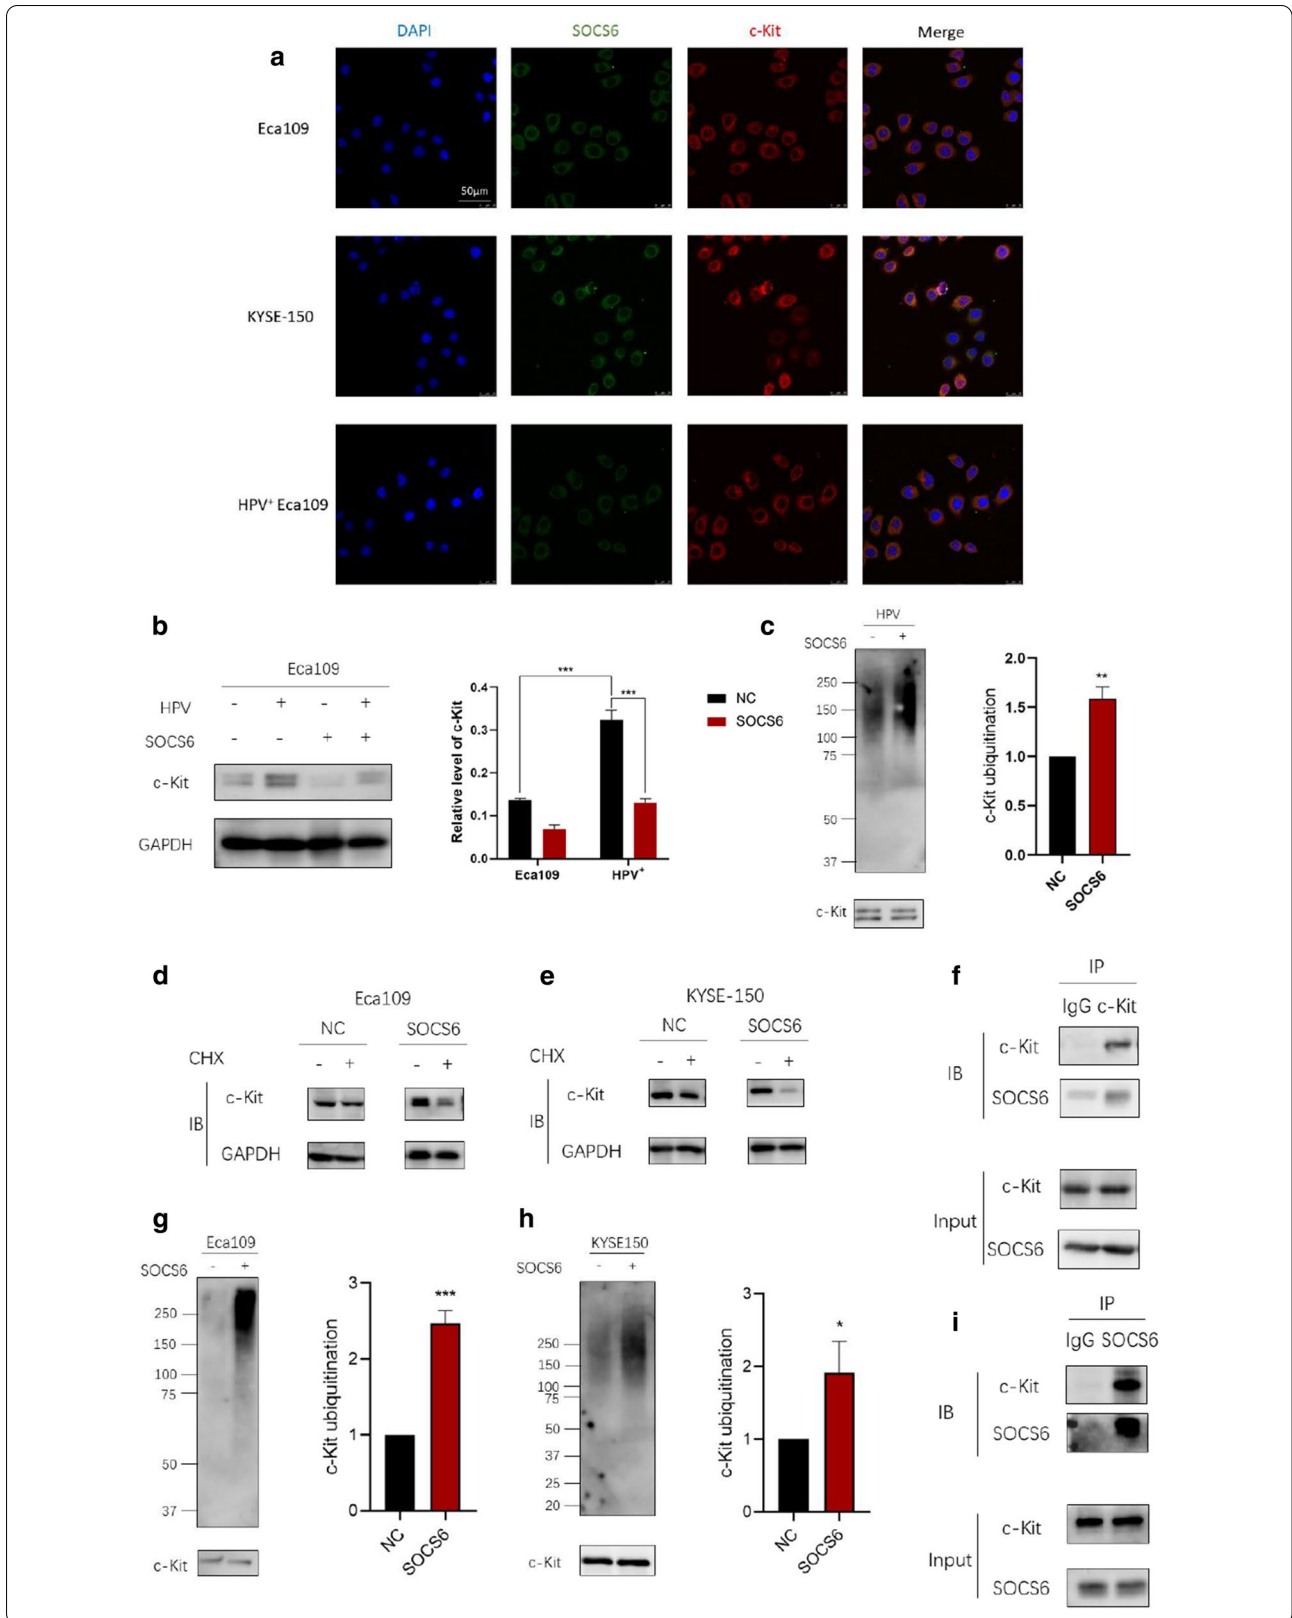 a
DAPI SOCS6 c-Kit Merge
Eca109
50μm
KYSE-150
HPV⁺ Eca109
b
Eca109
HPV - + - +
SOCS6 - - + +
c-Kit
GAPDH
Relative level of c-Kit
0.4
0.3
0.2
0.1
0.0
***
***
Eca109 HPV⁺
NC
SOCS6
c
HPV
SOCS6 - +
250
150
100
75
50
37
c-Kit
c-Kit ubiquitination
2.0
1.5
1.0
0.5
0.0
**
NC SOCS6
d
Eca109
NC SOCS6
CHX - + - +
IB
c-Kit
GAPDH
e
KYSE-150
NC SOCS6
CHX - + - +
IB
c-Kit
GAPDH
f
IP
IgG c-Kit
IB
c-Kit
SOCS6
Input
c-Kit
SOCS6
g
Eca109
SOCS6 - +
250
150
100
75
50
37
c-Kit
c-Kit ubiquitination
3
2
1
0
***
NC SOCS6
h
KYSE150
SOCS6 - +
250
150
100
75
50
37
25
20
c-Kit
c-Kit ubiquitination
3
2
1
0
*
NC SOCS6
i
IP
IgG SOCS6
IB
c-Kit
SOCS6
Input
c-Kit
SOCS6